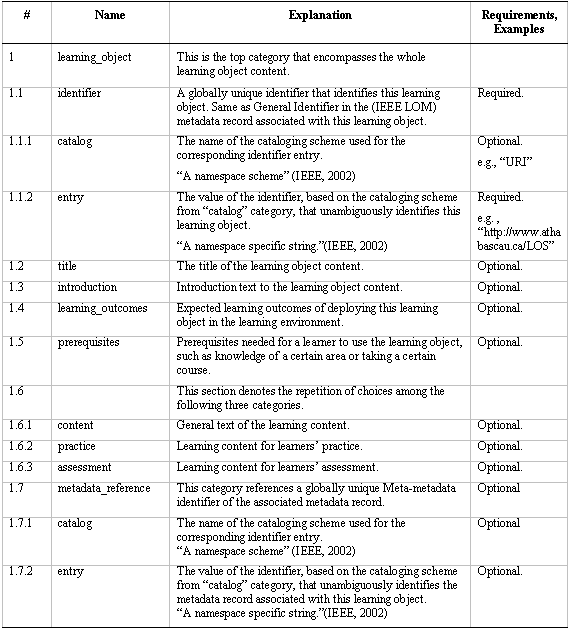 # Name Explanation Requirements, Examples
1 learning_object This is the top category that encompasses the whole
learning object content.
1.1 identifier A globally unique identifier that identifies this learning Required.
object. Same as General Identifier in the (IEEE LOM)
metadata record associated with this learning object.
1.1.1 catalog The name of the cataloging scheme used for the Optional.
corresponding identifier entry.
e.g., “URI”
“A namespace scheme” (IEEE, 2002)
1.1.2 entry The value of the identifier, based on the cataloging scheme Required.
from “catalog” category, that unambiguously identifies this
learning object.
e.g. ,
“http://www.atha
“A namespace specific string.”(IEEE, 2002)
bascau.ca/LOS”
1.2 title The title of the learning object content. Optional.
1.3 introduction Introduction text to the learning object content. Optional.
1.4 learning_outcomes Expected learning outcomes of deploying this learning Optional.
object in the learning environment.
1.5 prerequisites Prerequisites needed for a learner to use the learning object, Optional.
such as knowledge of a certain area or taking a certain
course.
1.6 This section denotes the repetition of choices among the
following three categories.
1.6.1 content General text of the learning content. Optional.
1.6.2 practice Learning content for learners’ practice. Optional.
1.6.3 assessment Learning content for learners’ assessment. Optional.
1.7 metadata_reference This category references a globally unique Meta-metadata Optional
identifier of the associated metadata record.
1.7.1 catalog The name of the cataloging scheme used for the Optional
corresponding identifier entry.
“A namespace scheme” (IEEE, 2002)
1.7.2 entry The value of the identifier, based on the cataloging scheme Optional.
from “catalog” category, that unambiguously identifies the
metadata record associated with this learning object.
“A namespace specific string.”(IEEE, 2002)